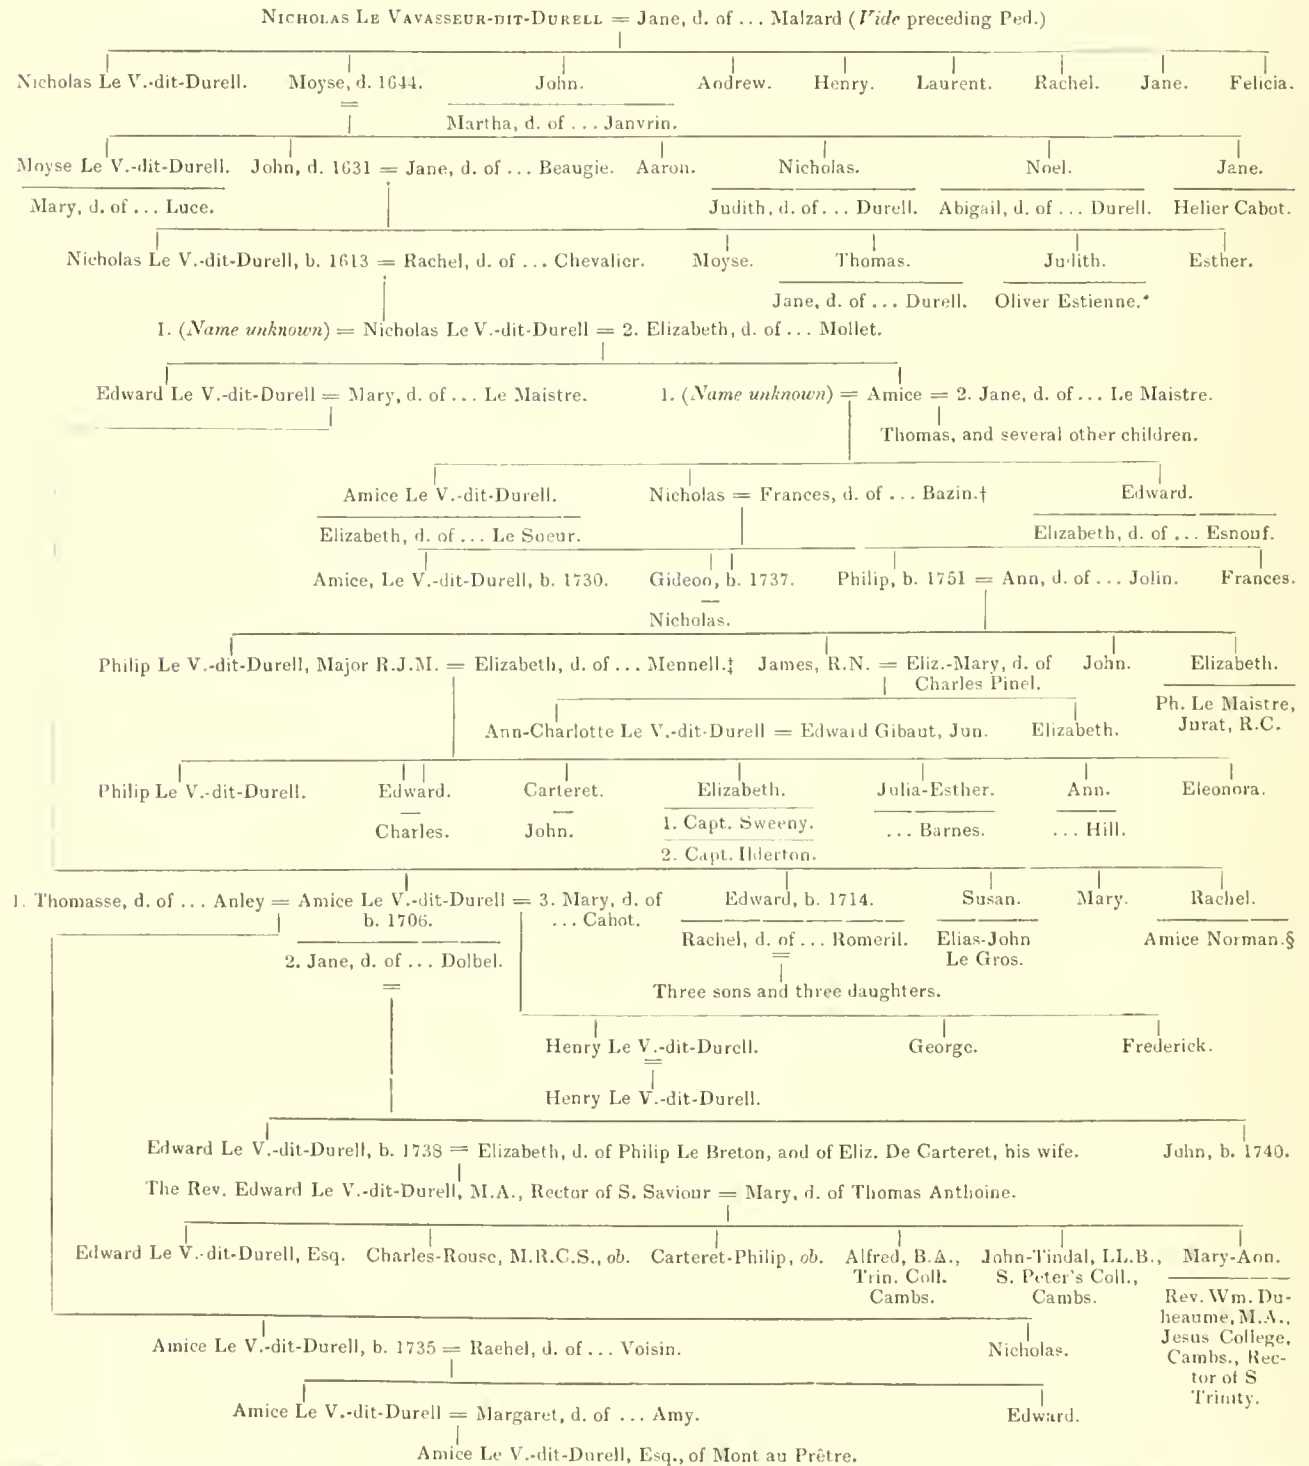 NICHOLAS LE VAVASSEUR-DIT-DURELL = Jane, d. of ... Malzard (Vide preceding Ped.)
Nicholas Le V.-dit-Durell. Moyse, d. 1644. John. Andrew. Henry. Laurent. Rachel. Jane. Felicia.
=
Martha, d. of ... Janvrin.
Moyse Le V.-dit-Durell. John, d. 1631 = Jane, d. of ... Beaugie. Aaron. Nicholas. Noel. Jane.
Mary, d. of ... Luce. Judith, d. of ... Durell. Abigail, d. of ... Durell. Helier Cabot.
Nicholas Le V.-dit-Durell, b. 1613 = Rachel, d. of ... Chevalier. Moyse. Thomas. Judith. Esther.
Jane, d. of ... Durell. Oliver Estienne.*
1. (Name unknown) = Nicholas Le V.-dit-Durell = 2. Elizabeth, d. of ... Mollet.
Edward Le V.-dit-Durell = Mary, d. of ... Le Maistre. 1. (Name unknown) = Amice = 2. Jane, d. of ... Le Maistre.
Thomas, and several other children.
Amice Le V.-dit-Durell. Nicholas = Frances, d. of ... Bazin.† Edward.
Elizabeth, d. of ... Le Sueur. Elizabeth, d. of ... Esnouf.
Amice, Le V.-dit-Durell, b. 1730. Gideon, b. 1737. Philip, b. 1751 = Ann, d. of ... Jolin. Frances.
Nicholas.
Philip Le V.-dit-Durell, Major R.J.M. = Elizabeth, d. of ... Mennell.‡ James, R.N. = Eliz.-Mary, d. of John. Elizabeth.
Charles Pinel.
Ph. Le Maistre,
Jurat, R.C.
Ann-Charlotte Le V.-dit-Durell = Edward Gibaut, Jun. Elizabeth.
Philip Le V.-dit-Durell. Edward. Carteret. Elizabeth. Julia-Esther. Ann. Eleonora.
Charles. John. 1. Capt. Sweeny. ... Barnes. ... Hill.
2. Capt. Ilderton.
1. Thomasse, d. of ... Anley = Amice Le V.-dit-Durell = 3. Mary, d. of Edward, b. 1714. Susan. Mary. Rachel.
b. 1706. ... Cabot.
2. Jane, d. of ... Dolbel. Rachel, d. of ... Romeril. Elias-John Amice Norman.§
Le Gros.
= =
Three sons and three daughters.
Henry Le V.-dit-Durell. George. Frederick.
=
Henry Le V.-dit-Durell.
Edward Le V.-dit-Durell, b. 1738 = Elizabeth, d. of Philip Le Breton, and of Eliz. De Carteret, his wife. John, b. 1740.
The Rev. Edward Le V.-dit-Durell, M.A., Rector of S. Saviour = Mary, d. of Thomas Anthoine.
Edward Le V.-dit-Durell, Esq. Charles-Rouse, M.R.C.S., ob. Carteret-Philip, ob. Alfred, B.A., John-Tindal, LL.B., Mary-Ann.
Trin. Coll. S. Peter's Coll.,
Cambs. Cambs.
Rev. Wm. Du-
heaume, M.A.,
Jesus College,
Cambs., Rec-
tor of S
Trinity.
Amice Le V.-dit-Durell, b. 1735 = Rachel, d. of ... Voisin. Nicholas.
Amice Le V.-dit-Durell = Margaret, d. of ... Amy. Edward.
Amice Le V.-dit-Durell, Esq., of Mont au Prêtre.